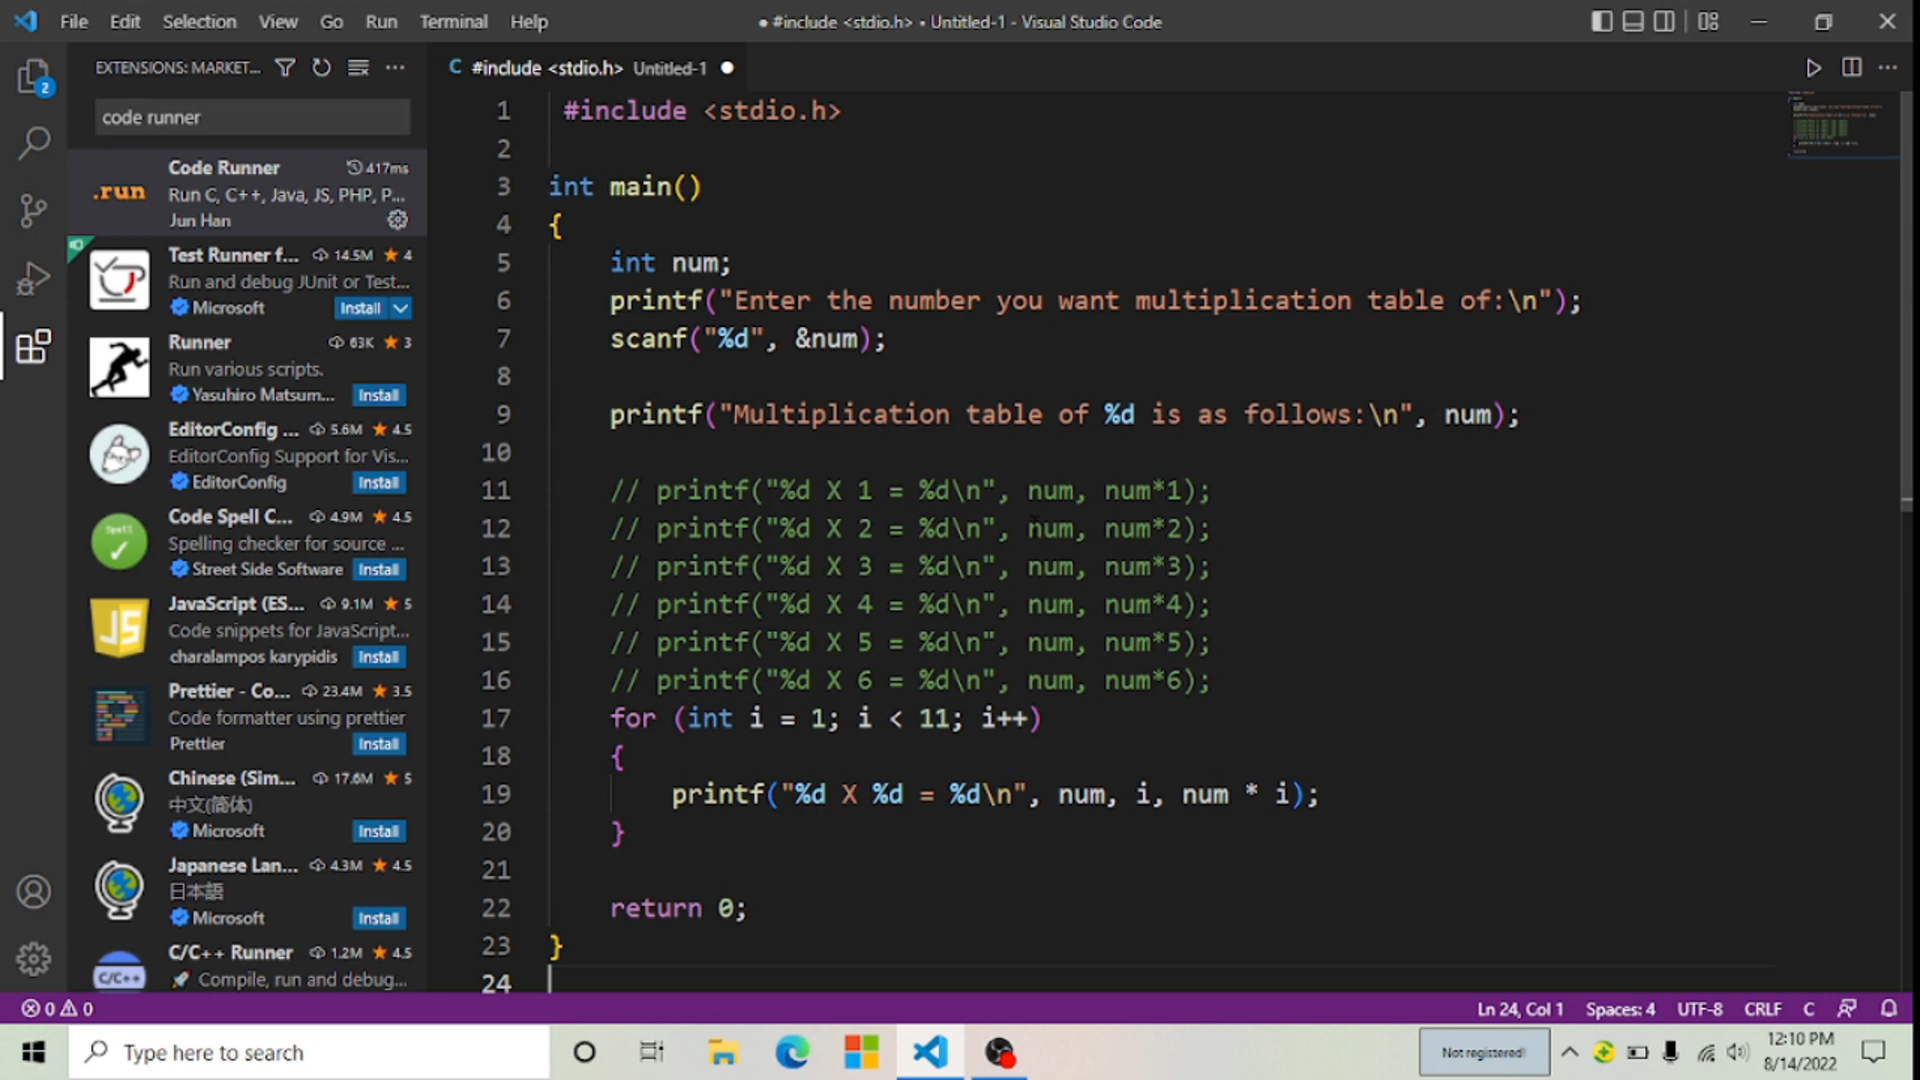 File Edit Selection View Go Run Terminal Help
● #include <stdio.h> • Untitled-1 - Visual Studio Code
EXTENSIONS: MARKET...
2
code runner
.run
Code Runner 417ms
Run C, C++, Java, JS, PHP, P...
Jun Han
Test Runner f... 14.5M ★ 4
Run and debug JUnit or Test...
Microsoft Install
Runner 63K ★ 3
Run various scripts.
Yasuhiro Matsum... Install
EditorConfig ... 5.6M ★ 4.5
EditorConfig Support for Vis...
EditorConfig Install
Spell
Code Spell C... 4.9M ★ 4.5
Spelling checker for source ...
Street Side Software Install
JS
JavaScript (ES... 9.1M ★ 5
Code snippets for JavaScript...
charalampos karypidis Install
Prettier - Co... 23.4M ★ 3.5
Code formatter using prettier
Prettier Install
Chinese (Sim... 17.6M ★ 5
中文(简体)
Microsoft Install
Japanese Lan... 4.3M ★ 4.5
日本語
Microsoft Install
C/C++
C/C++ Runner 1.2M ★ 4.5
Compile, run and debug...
C #include <stdio.h> Untitled-1 ●
1 #include <stdio.h>
2
3 int main()
4 {
5 int num;
6 printf("Enter the number you want multiplication table of:\n");
7 scanf("%d", &num);
8
9 printf("Multiplication table of %d is as follows:\n", num);
10
11 // printf("%d X 1 = %d\n", num, num*1);
12 // printf("%d X 2 = %d\n", num, num*2);
13 // printf("%d X 3 = %d\n", num, num*3);
14 // printf("%d X 4 = %d\n", num, num*4);
15 // printf("%d X 5 = %d\n", num, num*5);
16 // printf("%d X 6 = %d\n", num, num*6);
17 for (int i = 1; i < 11; i++)
18 {
19 printf("%d X %d = %d\n", num, i, num * i);
20 }
21
22 return 0;
23 }
24
0 0
Ln 24, Col 1 Spaces: 4 UTF-8 CRLF C
Type here to search
Not registered!
12:10 PM
8/14/2022